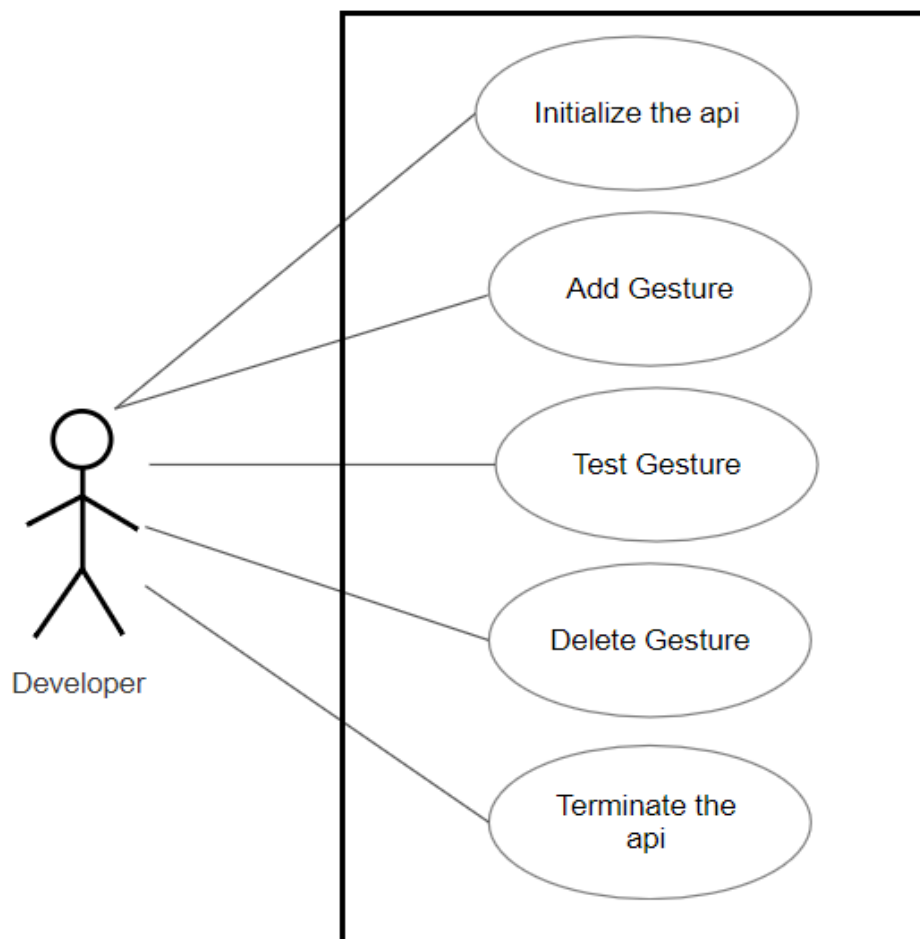 Initialize the api
Add Gesture
Test Gesture
Delete Gesture
Developer
Terminate the
api